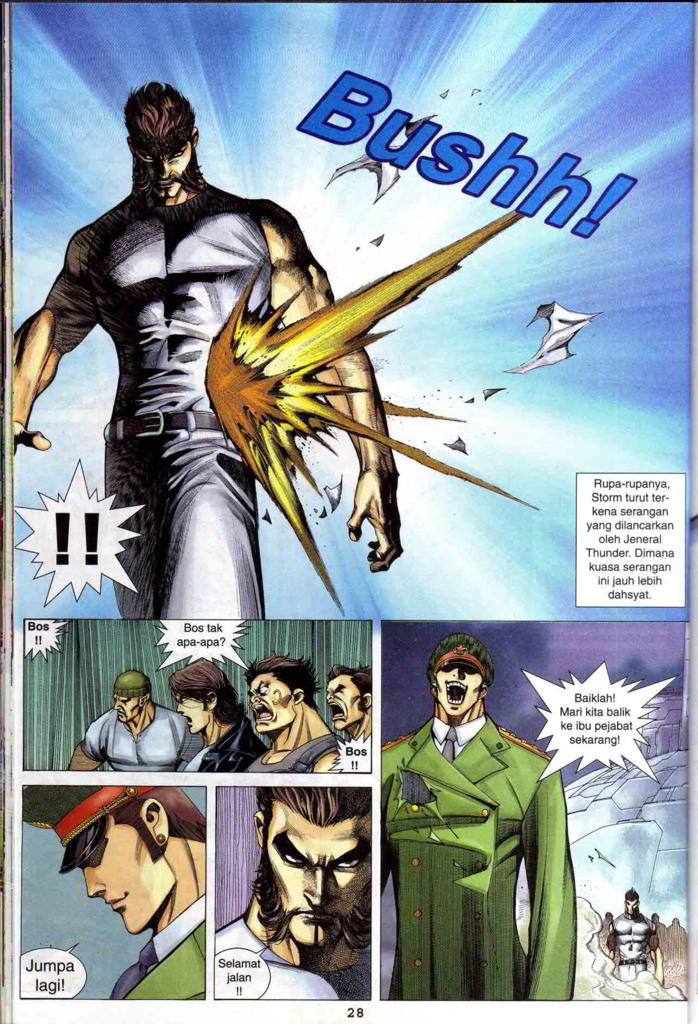 Bushh!
Rupa-rupanya,
Storm turut ter-
kena serangan
yang dilancarkan
oleh Jeneral
Thunder. Dimana
kuasa serangan
ini jauh lebih
dahsyat.
!!
Bos
!!
Bos tak
apa-apa?
Bos
!!
Baiklah!
Mari kita balik
ke ibu pejabat
sekarang!
Jumpa
lagi!
Selamat
jalan
!!
28